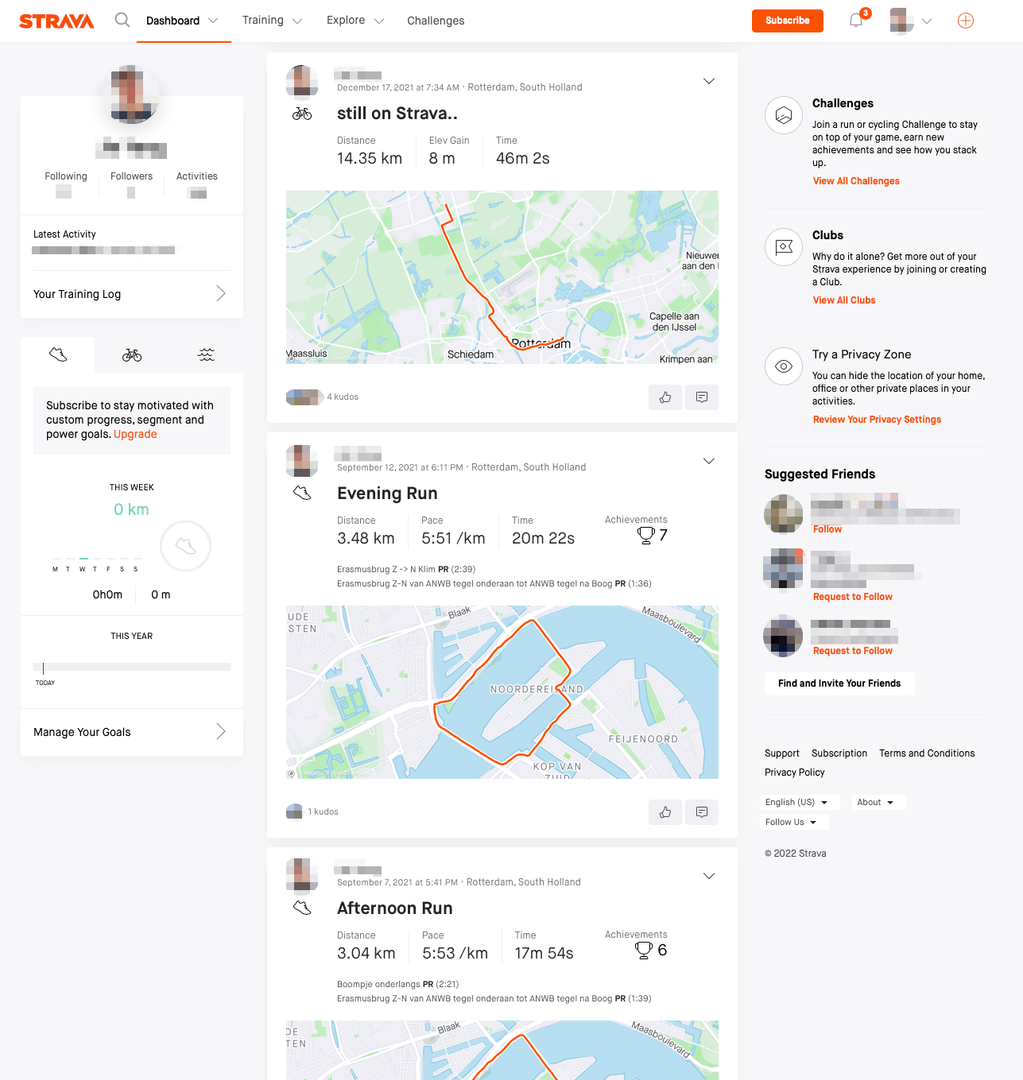 STRAVA
Dashboard
Training
Explore
Challenges
Subscribe
3
Following
Followers
Activities
Latest Activity
Your Training Log
Subscribe to stay motivated with
custom progress, segment and
power goals. Upgrade
THIS WEEK
0 km
M T W T F S S
0h0m
0 m
THIS YEAR
TODAY
Manage Your Goals
December 17, 2021 at 7:34 AM · Rotterdam, South Holland
still on Strava..
Distance Elev Gain Time
14.35 km 8 m 46m 2s
Nieuwer
aan den I
Capelle aan
den IJssel
Rotterdam
Maassluis
Schiedam
Krimpen aan
4 kudos
September 12, 2021 at 6:11 PM · Rotterdam, South Holland
Evening Run
Distance Pace Time Achievements
3.48 km 5:51 /km 20m 22s 7
Erasmusbrug Z -> N Klim PR (2:39)
Erasmusbrug Z-N van ANWB tegel onderaan tot ANWB tegel na Boog PR (1:36)
UDE
STEN
Blaak
Maasboulevard
NOORDEREILAND
FEIJENOORD
KOP VAN
ZUID
1 kudos
September 7, 2021 at 5:41 PM · Rotterdam, South Holland
Afternoon Run
Distance Pace Time Achievements
3.04 km 5:53 /km 17m 54s 6
Boompje onderlangs PR (2:21)
Erasmusbrug Z-N van ANWB tegel onderaan tot ANWB tegel na Boog PR (1:39)
UDE
STEN
Blaak
Maasboulevard
Challenges
Join a run or cycling Challenge to stay
on top of your game, earn new
achievements and see how you stack
up.
View All Challenges
Clubs
Why do it alone? Get more out of your
Strava experience by joining or creating
a Club.
View All Clubs
Try a Privacy Zone
You can hide the location of your home,
office or other private places in your
activities.
Review Your Privacy Settings
Suggested Friends
Follow
Request to Follow
Request to Follow
Find and Invite Your Friends
Support Subscription Terms and Conditions
Privacy Policy
English (US) About
Follow Us
© 2022 Strava